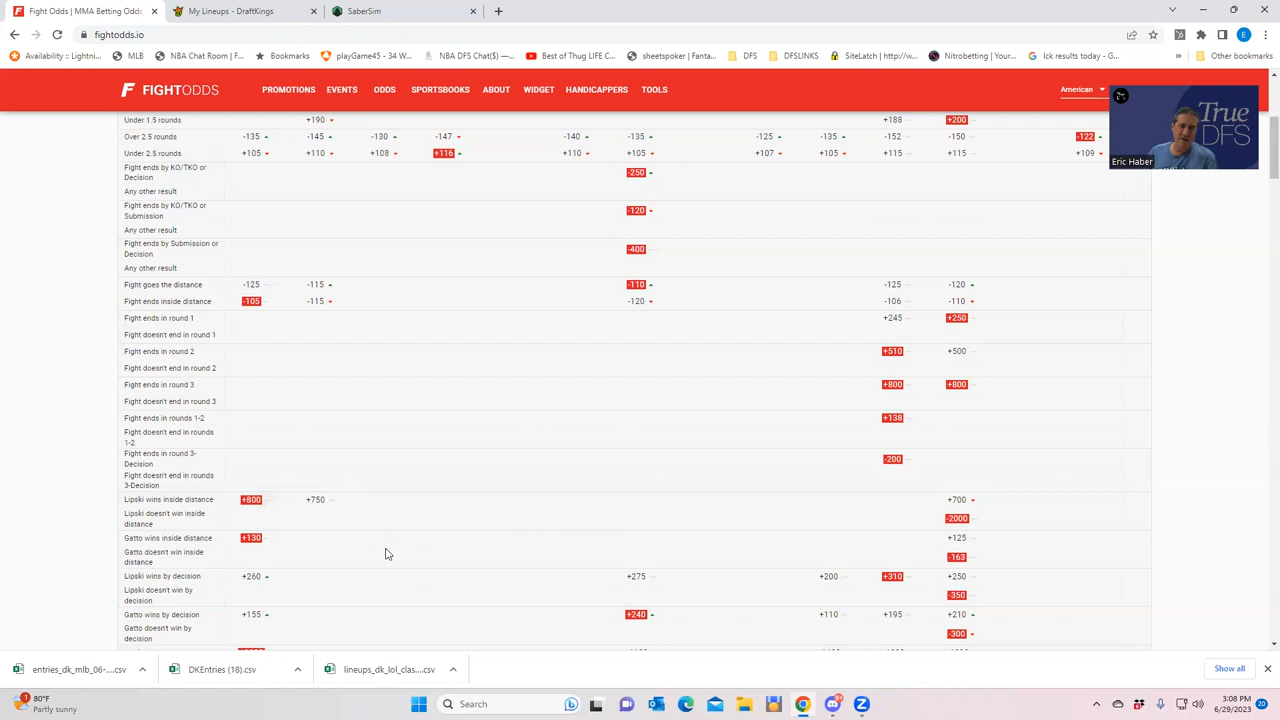 Fight Odds | MMA Betting Odds
My Lineups - DraftKings
SaberSim
fightodds.io
Availability :: Lightni...
MLB
NBA Chat Room | F...
Bookmarks
playGame45 - 34 W...
NBA DFS Chat($) —...
Best of Thug LIFE C...
sheetspoker | Fanta...
DFS
DFSLINKS
SiteLatch | http://w...
Nitrobetting | Your...
Ick results today - G...
Other bookmarks
FIGHTODDS
PROMOTIONS EVENTS ODDS SPORTSBOOKS ABOUT WIDGET HANDICAPPERS TOOLS
American
True
DFS
Eric Haber
Under 1.5 rounds +190 +188 +200
Over 2.5 rounds -135 -145 -130 -147 -140 -135 -125 -135 -152 -150 -122
Under 2.5 rounds +105 +110 +116 +110 +105 +107 +105 +115 +115 +109
Fight ends by KO/TKO or
Decision -250
Any other result
Fight ends by KO/TKO or
Submission -120
Any other result
Fight ends by Submission or
Decision -400
Any other result
Fight goes the distance -125 -115 -110 -125 -120
Fight ends inside distance -105 -115 -120 -106 -110
Fight ends in round 1 +245 +250
Fight doesn't end in round 1
Fight ends in round 2 +510 +500
Fight doesn't end in round 2
Fight ends in round 3 +800 +800
Fight doesn't end in round 3
Fight ends in rounds 1-2 +138
Fight doesn't end in rounds
1-2
Fight ends in round 3-
Decision -200
Fight doesn't end in rounds
3-Decision
Lipski wins inside distance +800 +750 +700
Lipski doesn't win inside
distance -2000
Gatto wins inside distance +130 +125
Gatto doesn't win inside
distance -163
Lipski wins by decision +260 +275 +200 +310 +250
Lipski doesn't win by
decision -350
Gatto wins by decision +155 +240 +110 +195 +210
Gatto doesn't win by
decision -300
entries_dk_mlb_06-....csv
DKEntries (18).csv
lineups_dk_lol_clas....csv
Show all
80°F
Partly sunny
Search
3:08 PM
6/29/2023
20